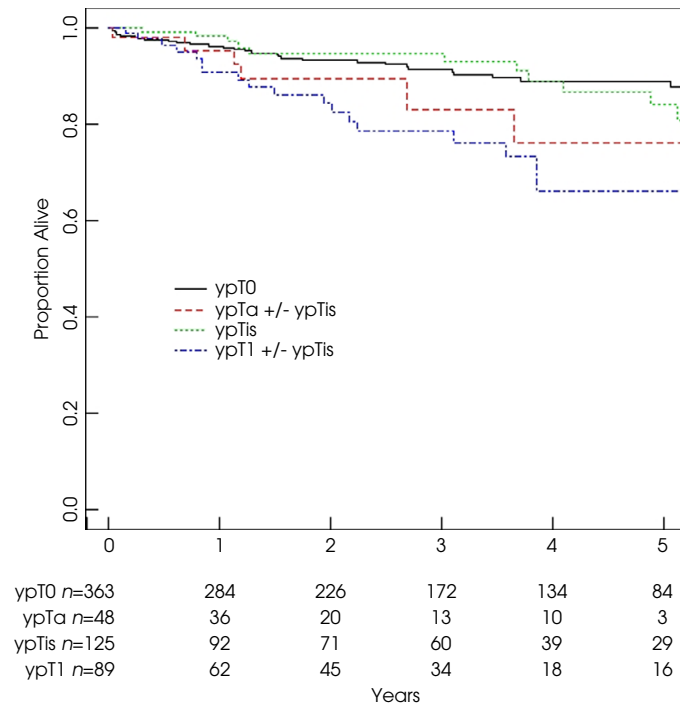 1.0
0.8
0.6
0.4
0.2
0.0
Proportion Alive
ypT0
ypTa +/- ypTis
ypTis
ypT1 +/- ypTis
0 1 2 3 4 5
ypT0 n=363 284 226 172 134 84
ypTa n=48 36 20 13 10 3
ypTis n=125 92 71 60 39 29
ypT1 n=89 62 45 34 18 16
Years